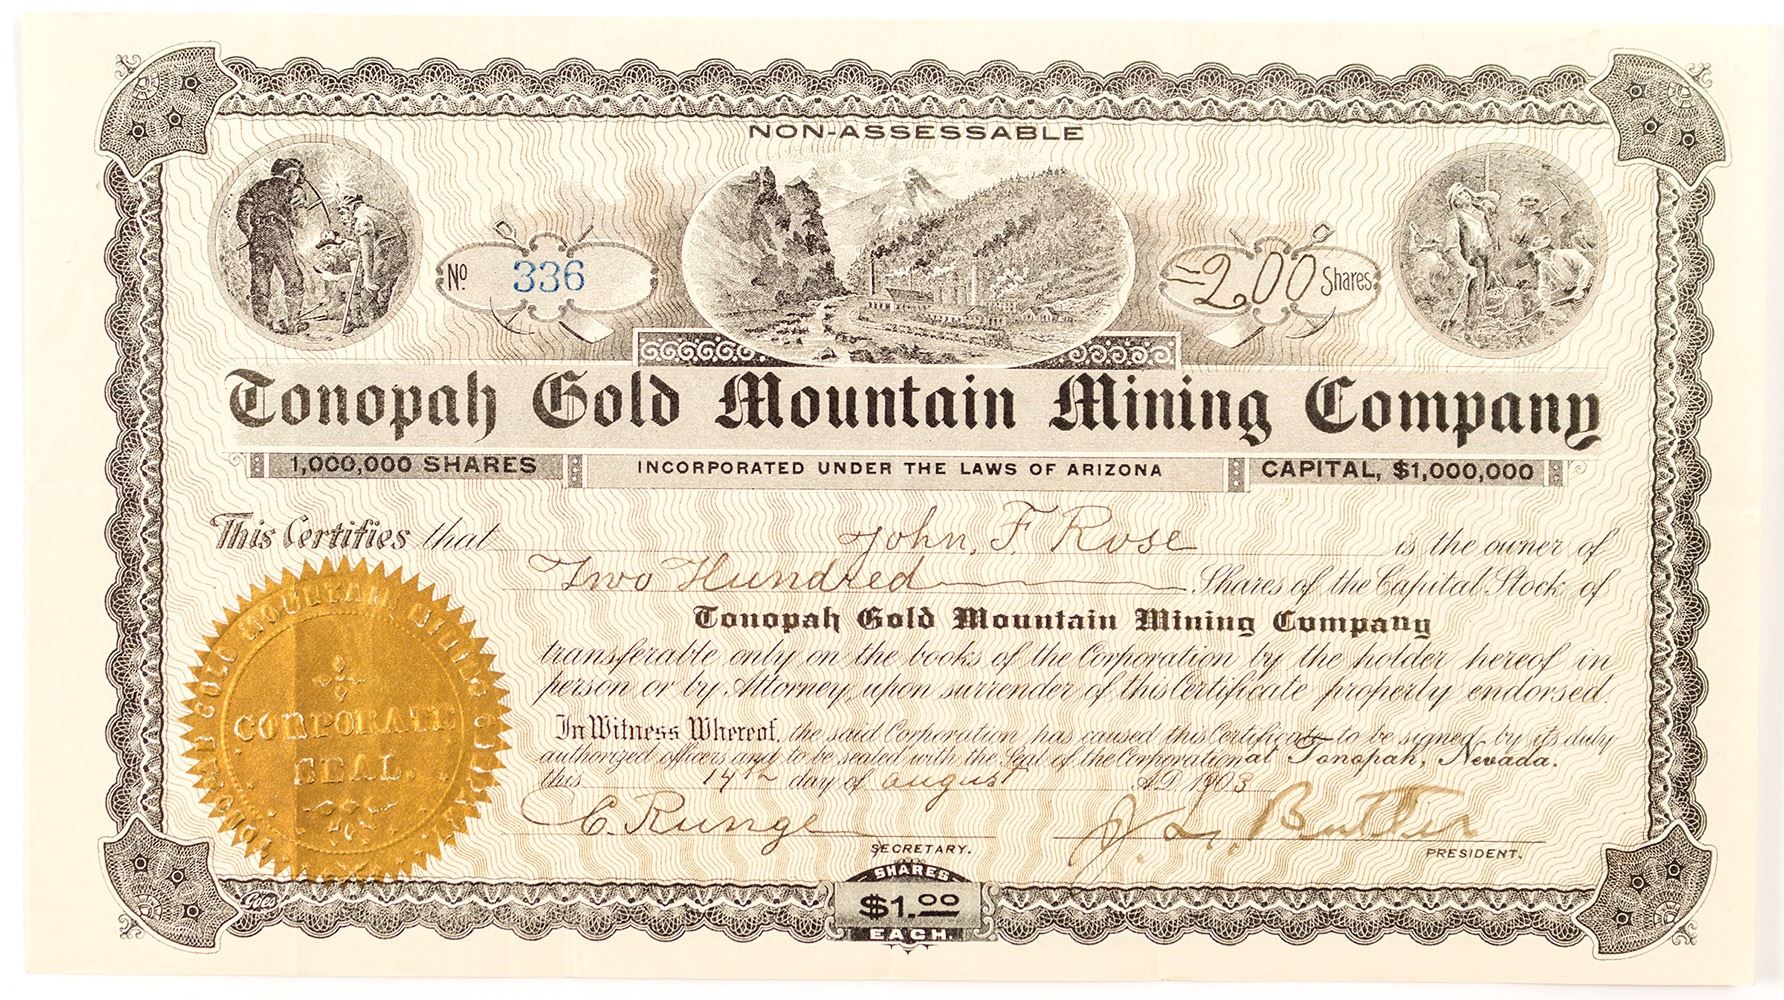 NON-ASSESSABLE
No 336
200 Shares
Tonopah Gold Mountain Mining Company
1,000,000 SHARES INCORPORATED UNDER THE LAWS OF ARIZONA CAPITAL, $1,000,000
This Certifies that John, F. Rose is the owner of
Two Hundred Shares of the Capital Stock of
Tonopah Gold Mountain Mining Company
transferable only on the books of the Corporation by the holder hereof in
person or by Attorney, upon surrender of this Certificate properly endorsed.
In Witness Whereof, the said Corporation has caused this Certificate to be signed by its duly
authorized officers and to be sealed with the Seal of the Corporation at Tonopah, Nevada.
this 14th day of august A.D. 1903
C. Runge
SECRETARY.
J. L. Butler
PRESIDENT.
GOLD MOUNTAIN
CORPORATE
SEAL.
Goes
SHARES
$1.00
EACH.